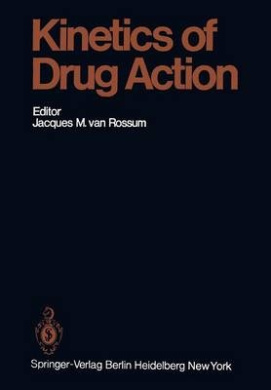 Kinetics of
Drug Action
Editor
Jacques M. van Rossum
Springer-Verlag Berlin Heidelberg New York